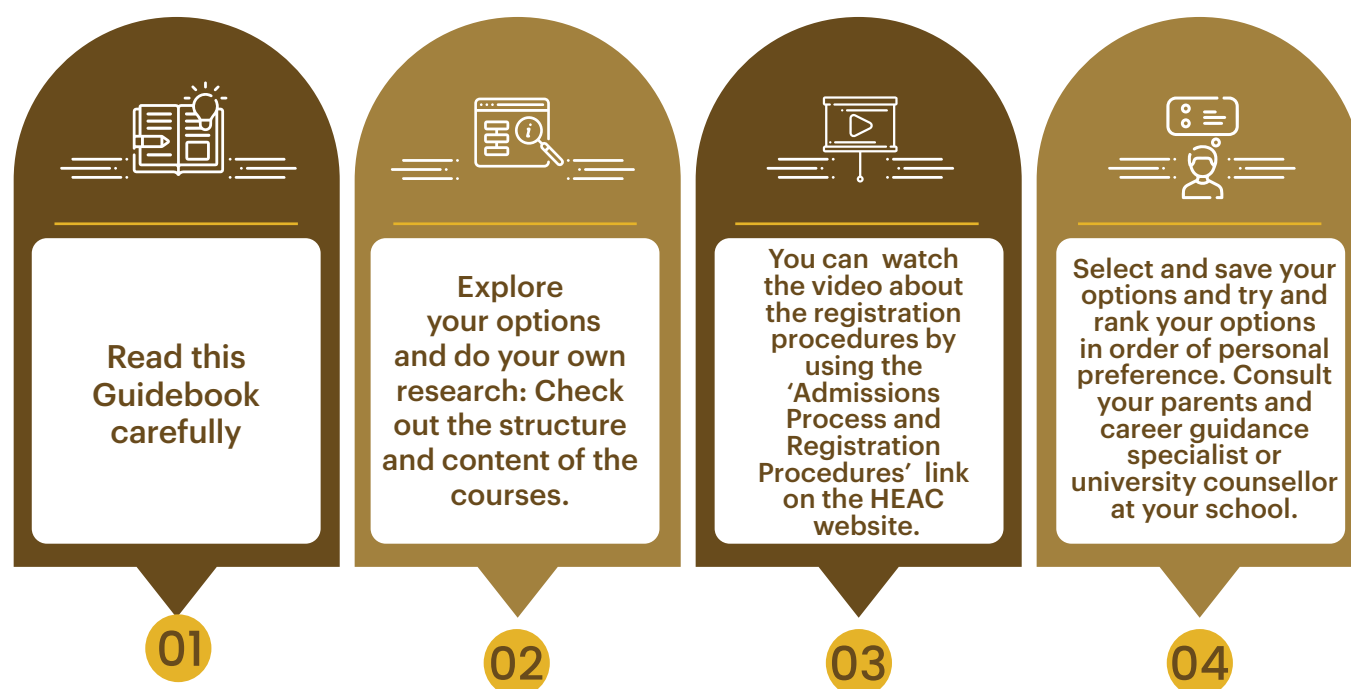 Read this
Guidebook
carefully
01
Explore
your options
and do your own
research: Check
out the structure
and content of the
courses.
02
You can watch
the video about
the registration
procedures by
using the
‘Admissions
Process and
Registration
Procedures’ link
on the HEAC
website.
03
Select and save your
options and try and
rank your options
in order of personal
preference. Consult
your parents and
career guidance
specialist or
university counsellor
at your school.
04